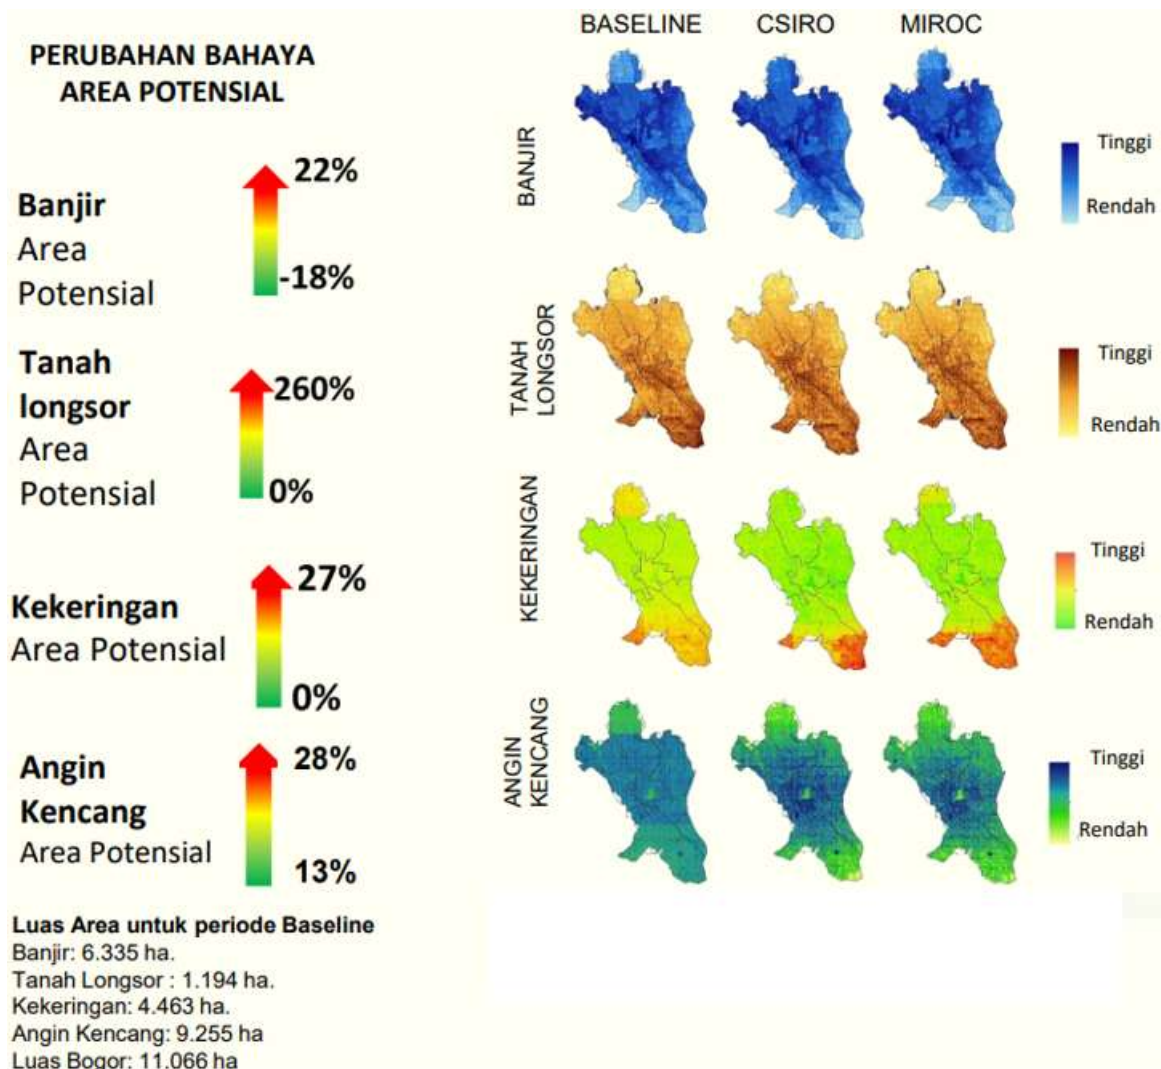 PERUBAHAN BAHAYA
AREA POTENSIAL
Banjir
Area
Potensial
22%
-18%
Tanah
longsor
Area
Potensial
260%
0%
Kekeringan
Area Potensial
27%
0%
Angin
Kencang
Area Potensial
28%
13%
Luas Area untuk periode Baseline
Banjir: 6.335 ha.
Tanah Longsor : 1.194 ha.
Kekeringan: 4.463 ha.
Angin Kencang: 9.255 ha
Luas Bogor: 11.066 ha
BASELINE CSIRO MIROC
BANJIR
Tinggi
Rendah
TANAH
LONGSOR
Tinggi
Rendah
KEKERINGAN
Tinggi
Rendah
ANGIN
KENCANG
Tinggi
Rendah